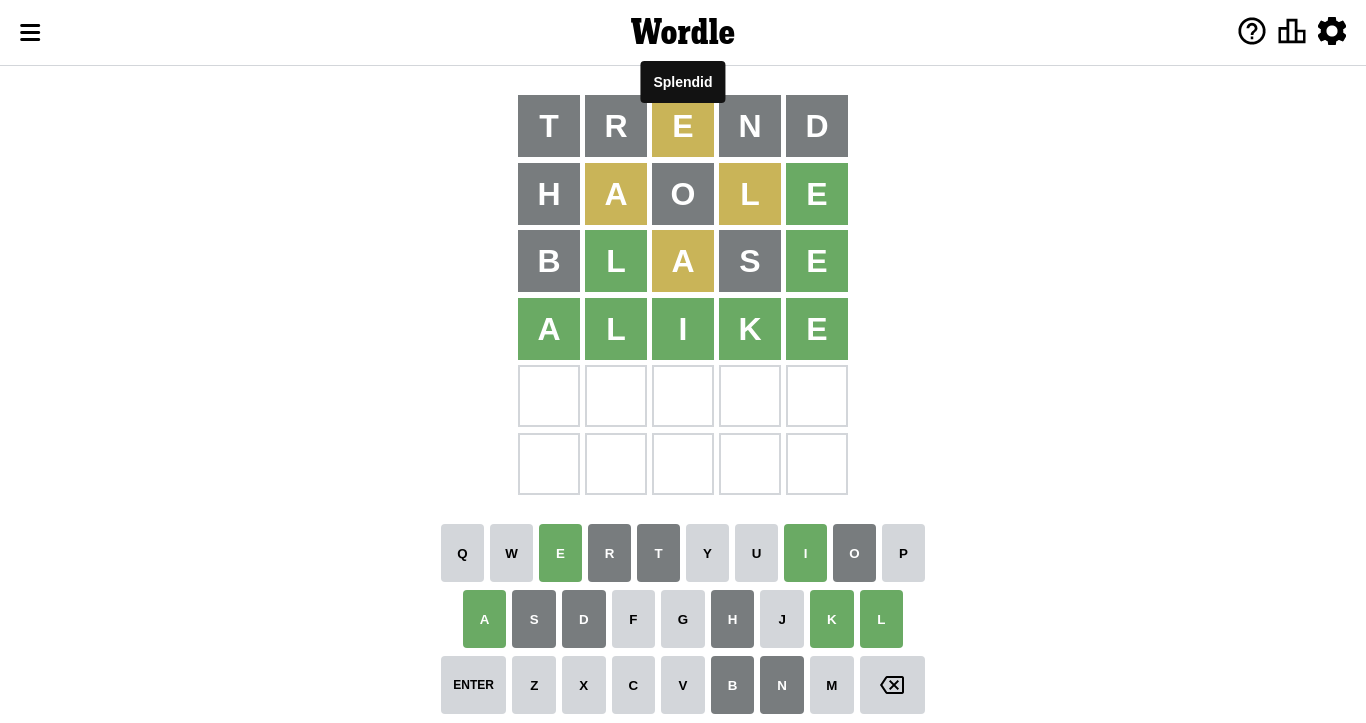 Wordle
Splendid
T R E N D
H A O L E
B L A S E
A L I K E
Q W E R T Y U I O P
A S D F G H J K L
ENTER Z X C V B N M